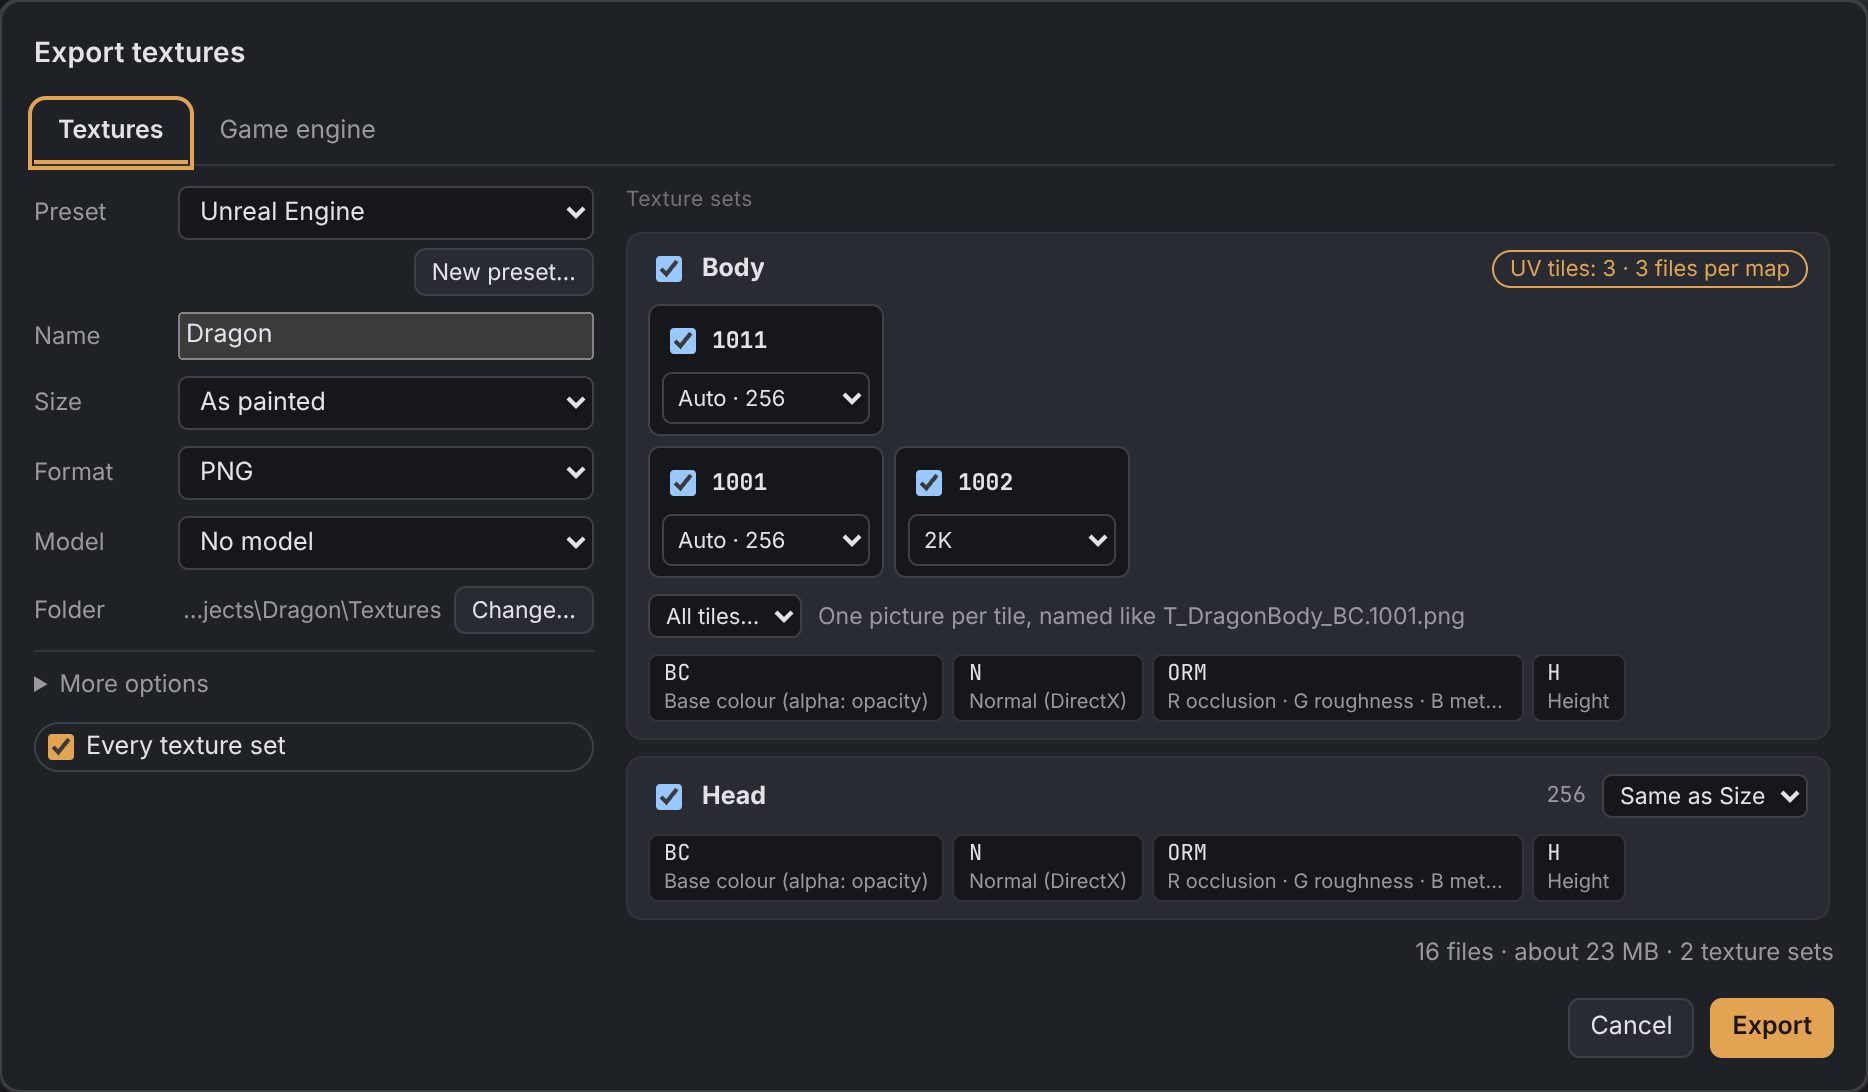 Export textures
Textures
Game engine
Preset
Unreal Engine
New preset...
Name
Dragon
Size
As painted
Format
PNG
Model
No model
Folder
...jects\Dragon\Textures
Change...
More options
Every texture set
Texture sets
Body
UV tiles: 3 · 3 files per map
1011
Auto · 256
1001
Auto · 256
1002
2K
All tiles...
One picture per tile, named like T_DragonBody_BC.1001.png
BC
Base colour (alpha: opacity)
N
Normal (DirectX)
ORM
R occlusion · G roughness · B met...
H
Height
Head
256
Same as Size
BC
Base colour (alpha: opacity)
N
Normal (DirectX)
ORM
R occlusion · G roughness · B met...
H
Height
16 files · about 23 MB · 2 texture sets
Cancel
Export